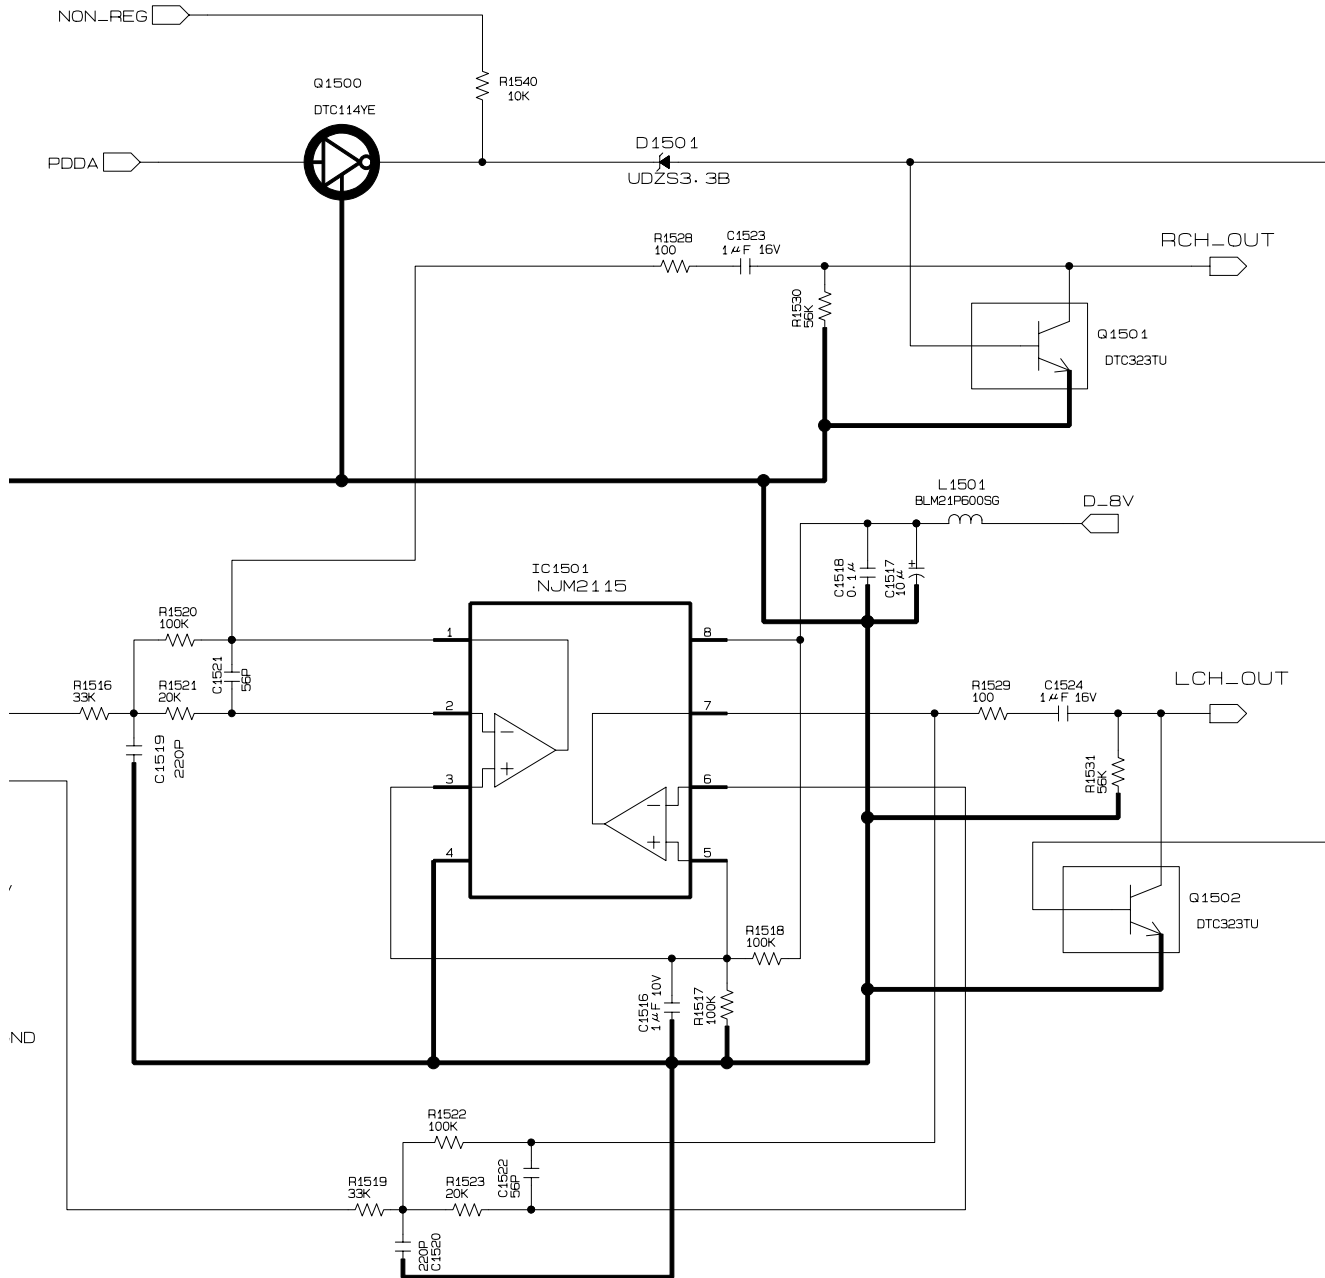 NON_REG
Q1500
DTC114YE
R1540
10K
PDDA
D1501
UDZS3.3B
R1528
100
C1523
1μF 16V
RCH_OUT
R1530
56K
Q1501
DTC323TU
L1501
BLM21P600SG
D_8V
C1518
0.1μ
C1517
10μ
+
IC1501
NJM2115
R1520
100K
1
8
C1521
56P
R1516
33K
R1521
20K
2
7
R1529
100
C1524
1μF 16V
LCH_OUT
C1519
220P
3
6
R1531
56K
4
5
Q1502
DTC323TU
R1518
100K
C1516
1μF 10V
R1517
100K
ND
R1522
100K
C1522
56P
R1519
33K
R1523
20K
220P
C1520